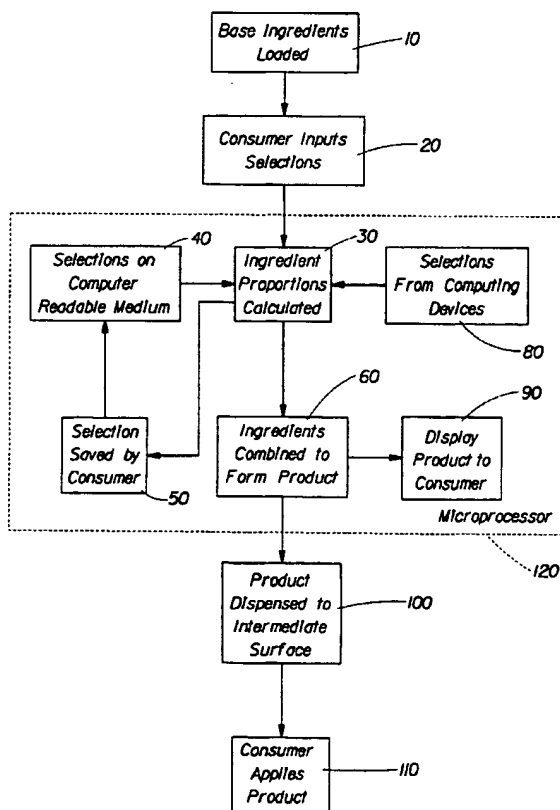 Base Ingredients
Loaded
10
Consumer Inputs
Selections
20
40
30
Selections on
Computer
Readable Medium
Ingredient
Proportions
Calculated
Selections
From Computing
Devices
80
60
90
Selection
Saved by
Consumer
50
Ingredients
Combined to
Form Product
Display
Product to
Consumer
Microprocessor
120
Product
Dispensed to
Intermediate
Surface
100
Consumer
Applies
Product
110